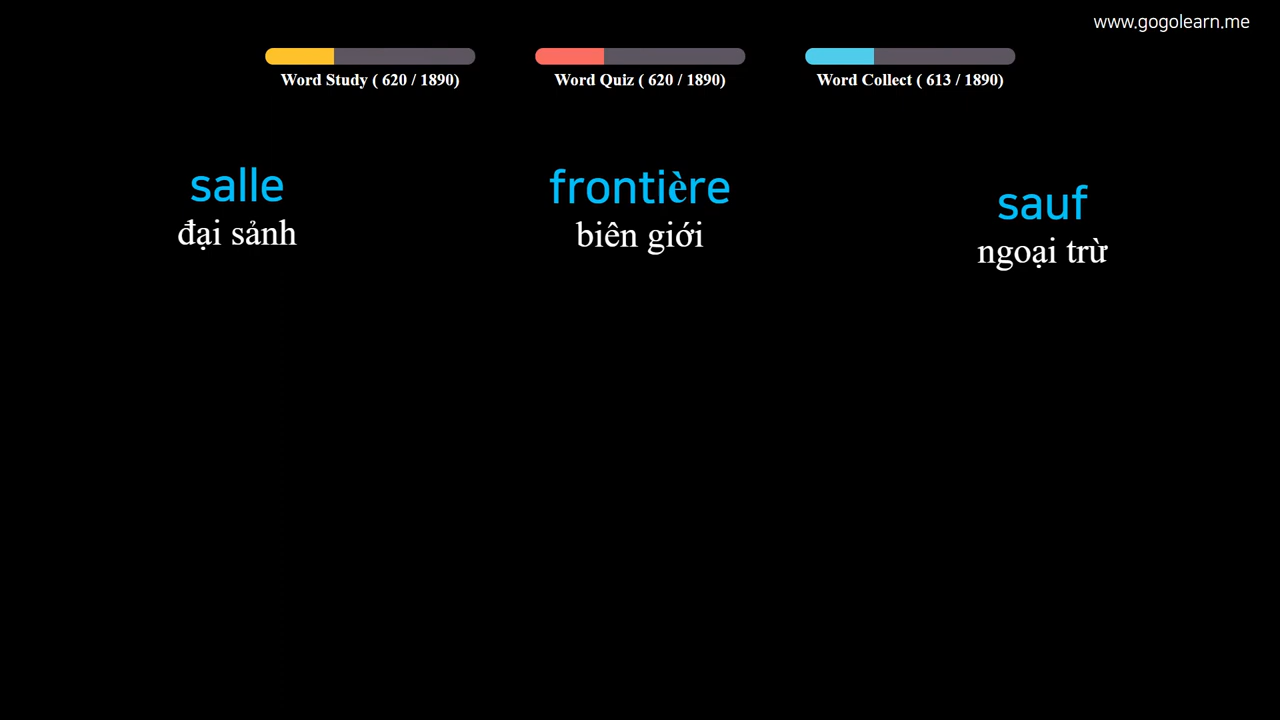 www.gogolearn.me
Word Study ( 620 / 1890)
Word Quiz ( 620 / 1890)
Word Collect ( 613 / 1890)
salle
đại sảnh
frontière
biên giới
sauf
ngoại trừ